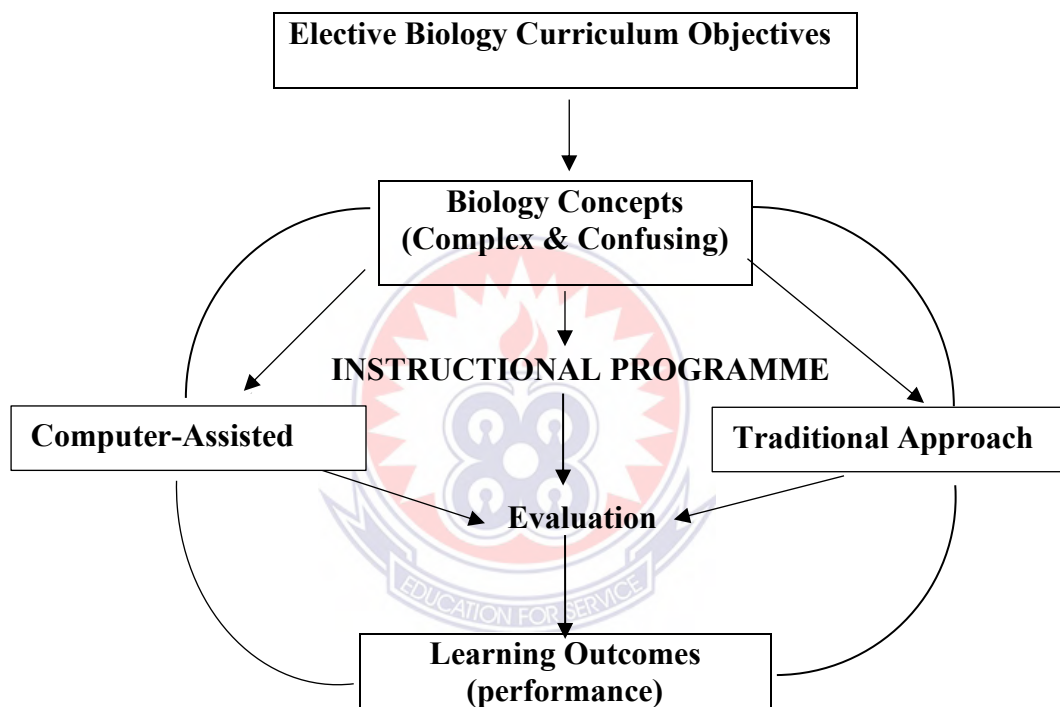 Elective Biology Curriculum Objectives
Biology Concepts
(Complex & Confusing)
INSTRUCTIONAL PROGRAMME
Computer-Assisted
Traditional Approach
Evaluation
EDUCATION FOR SERVICE
Learning Outcomes
(performance)